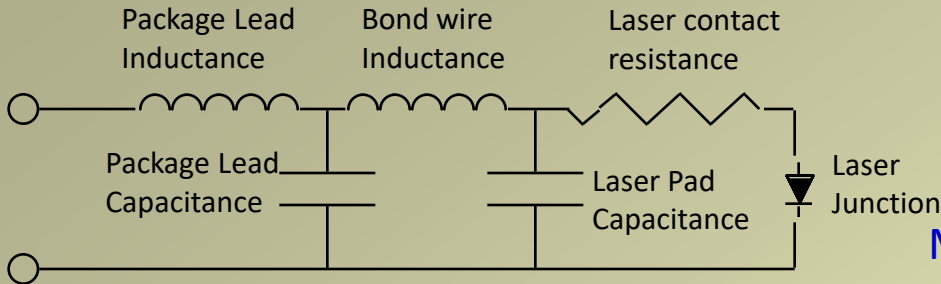 Package Lead
Inductance
Bond wire
Inductance
Laser contact
resistance
Package Lead
Capacitance
Laser Pad
Capacitance
Laser
Junction